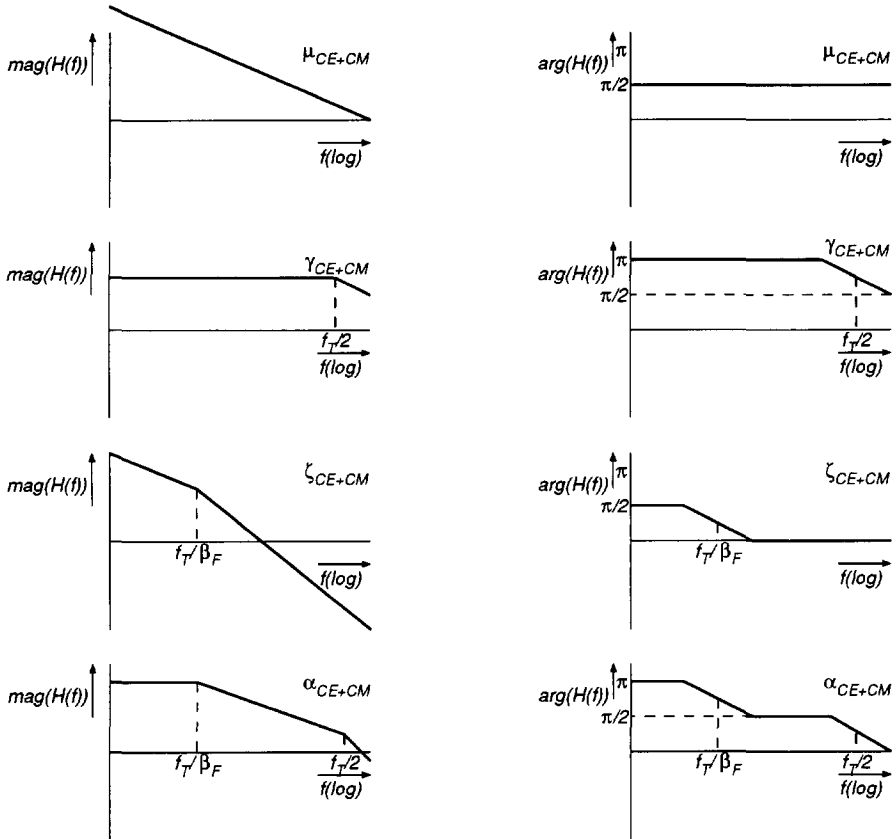 mag(H(f))
μCE+CM
f(log)
arg(H(f))
π
π/2
μCE+CM
f(log)
mag(H(f))
γCE+CM
fT/2
f(log)
arg(H(f))
π
π/2
γCE+CM
fT/2
f(log)
mag(H(f))
ζCE+CM
fT/βF
f(log)
arg(H(f))
π
π/2
ζCE+CM
fT/βF
f(log)
mag(H(f))
αCE+CM
fT/βF
fT/2
f(log)
arg(H(f))
π
π/2
αCE+CM
fT/βF
fT/2
f(log)